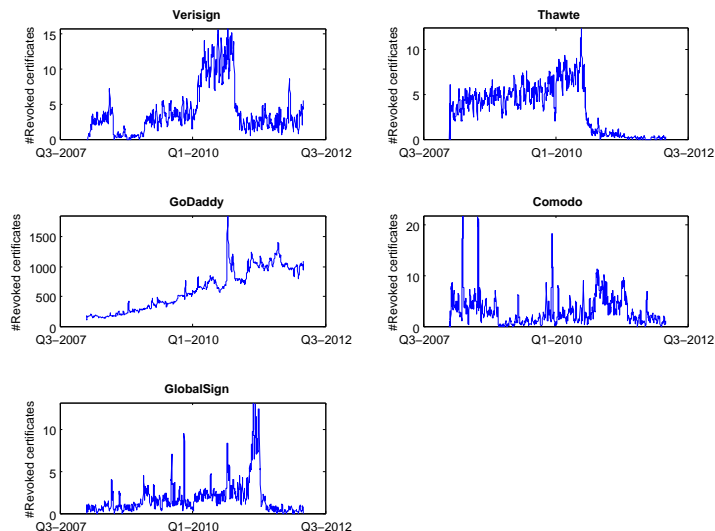 Verisign
#Revoked certificates
15
10
5
0
Q3–2007
Q1–2010
Q3–2012
Thawte
#Revoked certificates
10
5
0
Q3–2007
Q1–2010
Q3–2012
GoDaddy
#Revoked certificates
1500
1000
500
0
Q3–2007
Q1–2010
Q3–2012
Comodo
#Revoked certificates
20
10
0
Q3–2007
Q1–2010
Q3–2012
GlobalSign
#Revoked certificates
10
5
0
Q3–2007
Q1–2010
Q3–2012